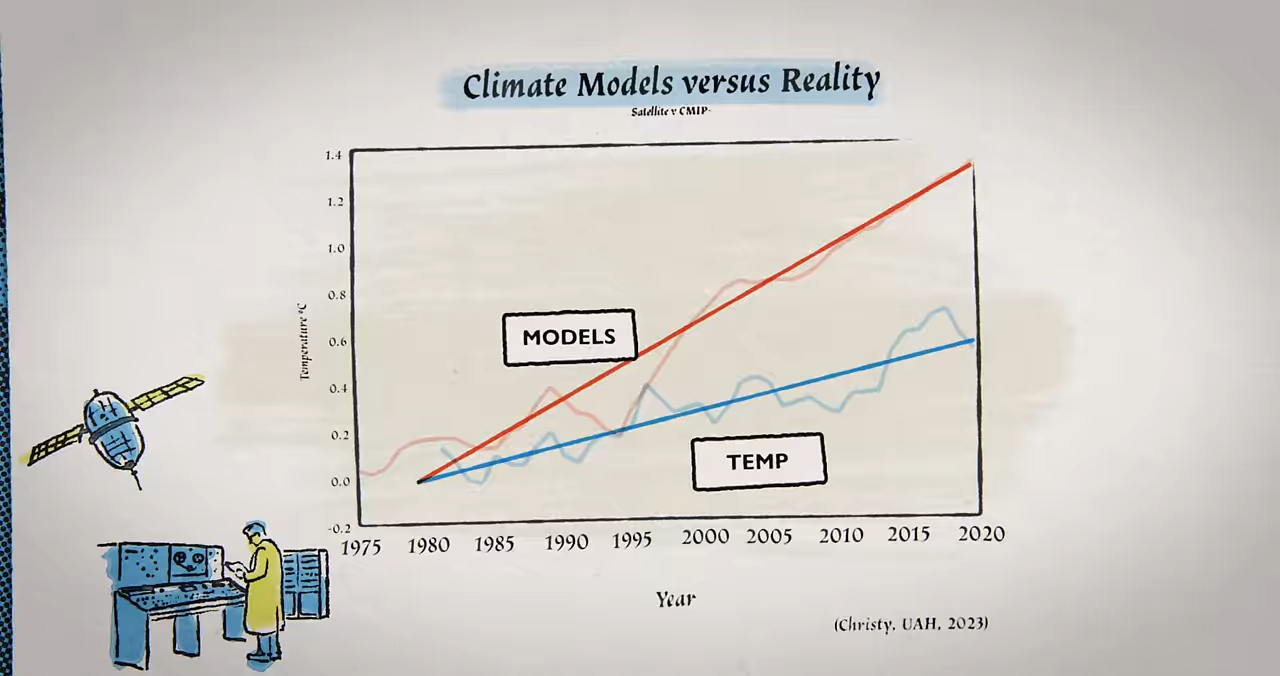 Climate Models versus Reality
Satellite v CMIP-
1.4
1.2
1.0
0.8
0.6
0.4
0.2
0.0
-0.2
Temperature °C
MODELS
TEMP
1975 1980 1985 1990 1995 2000 2005 2010 2015 2020
Year
(Christy, UAH, 2023)